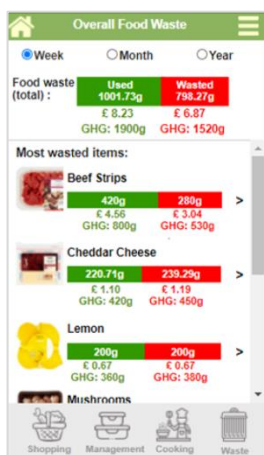 Overall Food Waste
Week Month Year
Food waste (total) :
Used 1001.73g
Wasted 798.27g
£ 8.23 £ 6.87
GHG: 1900g GHG: 1520g
Most wasted items:
Beef Strips
420g 280g >
£ 4.56 £ 3.04
GHG: 800g GHG: 530g
Cheddar Cheese
220.71g 239.29g >
£ 1.10 £ 1.19
GHG: 420g GHG: 450g
Lemon
200g 200g >
£ 0.67 £ 0.67
GHG: 360g GHG: 380g
Mushrooms
Shopping Management Cooking Waste